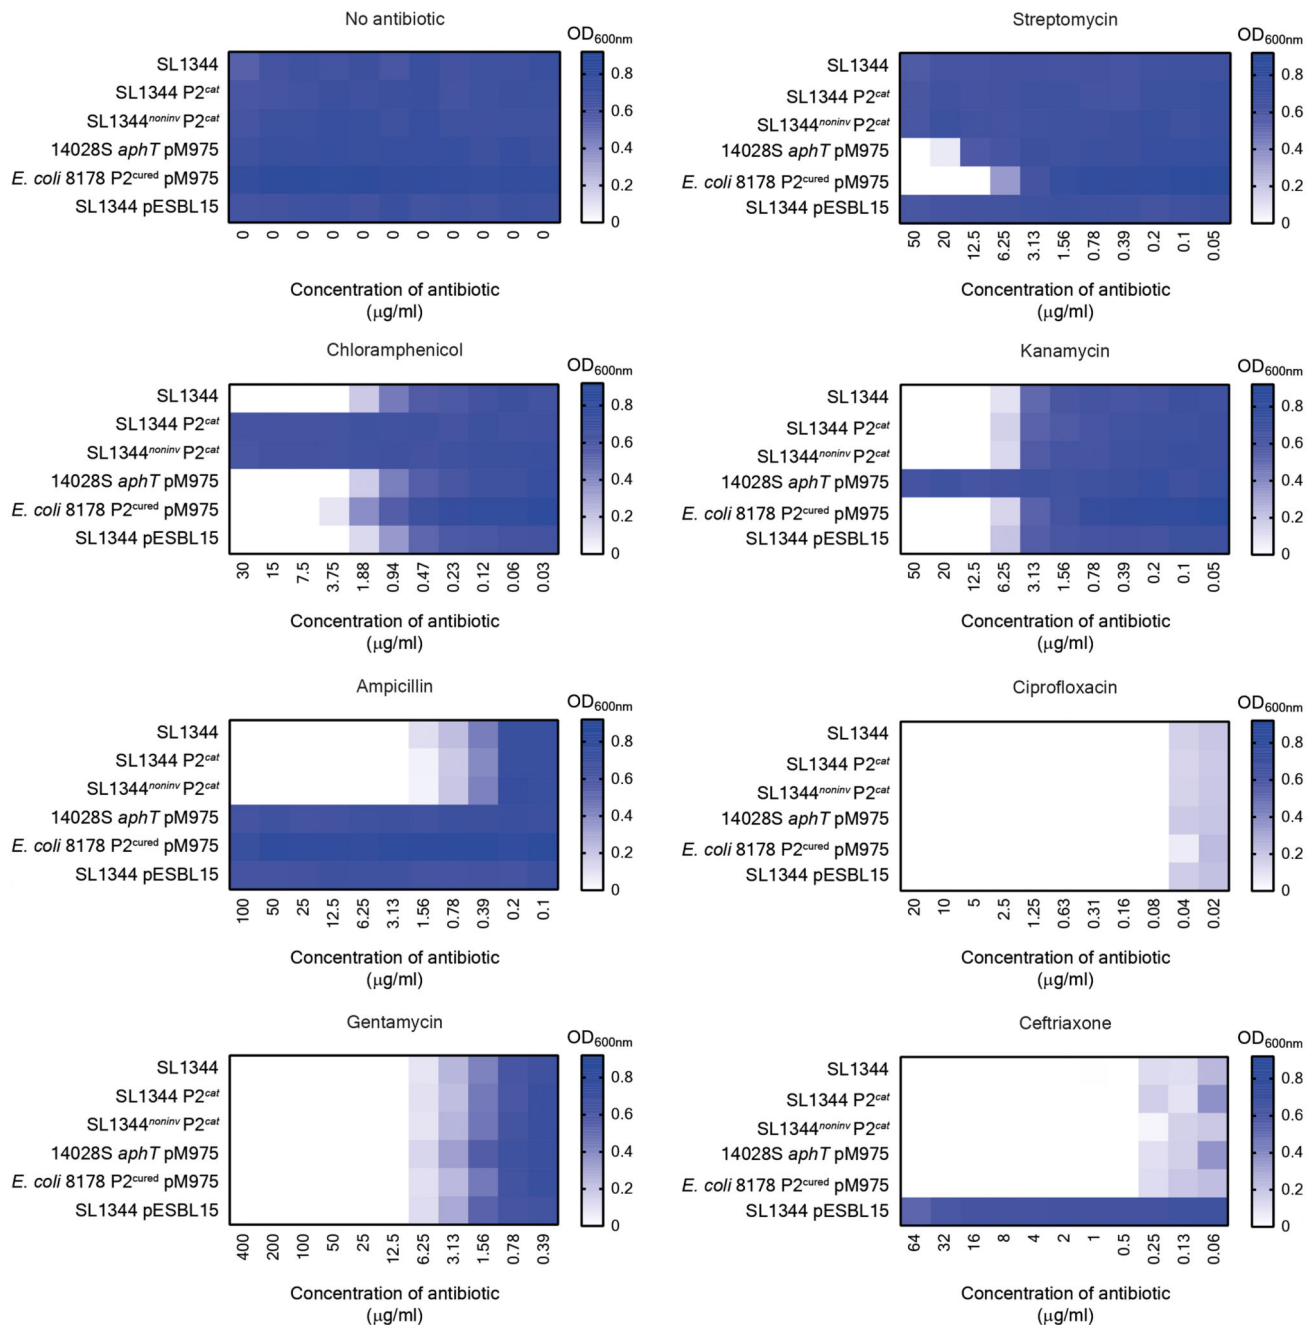 No antibiotic
OD600nm
SL1344
SL1344 P2cat
SL1344noninv P2cat
14028S aphT pM975
E. coli 8178 P2cured pM975
SL1344 pESBL15
0.8
0.6
0.4
0.2
0
0 0 0 0 0 0 0 0 0 0 0
Concentration of antibiotic
(μg/ml)
Streptomycin
OD600nm
SL1344
SL1344 P2cat
SL1344noninv P2cat
14028S aphT pM975
E. coli 8178 P2cured pM975
SL1344 pESBL15
0.8
0.6
0.4
0.2
0
50 20 12.5 6.25 3.13 1.56 0.78 0.39 0.2 0.1 0.05
Concentration of antibiotic
(μg/ml)
Chloramphenicol
OD600nm
SL1344
SL1344 P2cat
SL1344noninv P2cat
14028S aphT pM975
E. coli 8178 P2cured pM975
SL1344 pESBL15
0.8
0.6
0.4
0.2
0
30 15 7.5 3.75 1.88 0.94 0.47 0.23 0.12 0.06 0.03
Concentration of antibiotic
(μg/ml)
Kanamycin
OD600nm
SL1344
SL1344 P2cat
SL1344noninv P2cat
14028S aphT pM975
E. coli 8178 P2cured pM975
SL1344 pESBL15
0.8
0.6
0.4
0.2
0
50 20 12.5 6.25 3.13 1.56 0.78 0.39 0.2 0.1 0.05
Concentration of antibiotic
(μg/ml)
Ampicillin
OD600nm
SL1344
SL1344 P2cat
SL1344noninv P2cat
14028S aphT pM975
E. coli 8178 P2cured pM975
SL1344 pESBL15
0.8
0.6
0.4
0.2
0
100 50 25 12.5 6.25 3.13 1.56 0.78 0.39 0.2 0.1
Concentration of antibiotic
(μg/ml)
Ciprofloxacin
OD600nm
SL1344
SL1344 P2cat
SL1344noninv P2cat
14028S aphT pM975
E. coli 8178 P2cured pM975
SL1344 pESBL15
0.8
0.6
0.4
0.2
0
20 10 5 2.5 1.25 0.63 0.31 0.16 0.08 0.04 0.02
Concentration of antibiotic
(μg/ml)
Gentamycin
OD600nm
SL1344
SL1344 P2cat
SL1344noninv P2cat
14028S aphT pM975
E. coli 8178 P2cured pM975
SL1344 pESBL15
0.8
0.6
0.4
0.2
0
400 200 100 50 25 12.5 6.25 3.13 1.56 0.78 0.39
Concentration of antibiotic
(μg/ml)
Ceftriaxone
OD600nm
SL1344
SL1344 P2cat
SL1344noninv P2cat
14028S aphT pM975
E. coli 8178 P2cured pM975
SL1344 pESBL15
0.8
0.6
0.4
0.2
0
64 32 16 8 4 2 1 0.5 0.25 0.13 0.06
Concentration of antibiotic
(μg/ml)